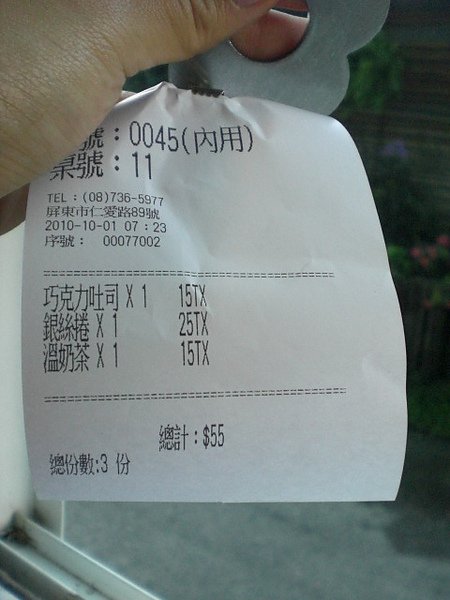 號：0045(內用)
桌號：11
TEL：(08)736-5977
屏東市仁愛路89號
2010-10-01 07：23
序號： 00077002
巧克力吐司 X 1 15TX
銀絲捲 X 1 25TX
溫奶茶 X 1 15TX
總計：$55
總份數:3 份